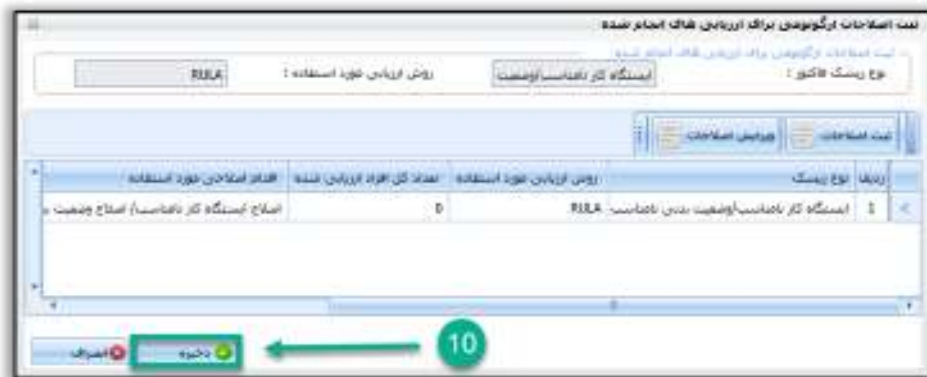 ثبت اصلاحات ارگونومی برای ارزیابی های انجام شده
ثبت اصلاحات ارگونومی برای ارزیابی های انجام شده
نوع ریسک فاکتور : ایستگاه کار نامناسب/وضعیت روش ارزیابی مورد استفاده : RULA
ثبت اصلاحات ویرایش اصلاحات
ردیف نوع ریسک روش ارزیابی مورد استفاده تعداد کل افراد ارزیابی شده اقدام اصلاحی مورد استفاده
1 ایستگاه کار نامناسب/وضعیت بدنی نامناسب RULA 0 اصلاح ایستگاه کار نامناسب/ اصلاح وضعیت
10
ذخیره انصراف